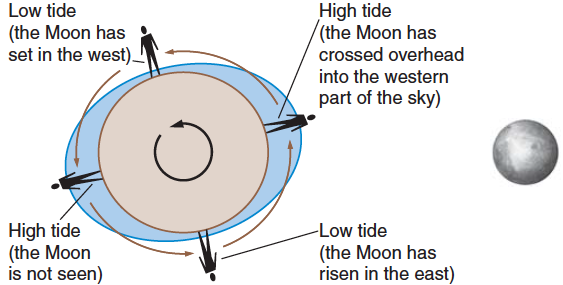 Low tide
(the Moon has
set in the west)
High tide
(the Moon has
crossed overhead
into the western
part of the sky)
High tide
(the Moon
is not seen)
Low tide
(the Moon has
risen in the east)